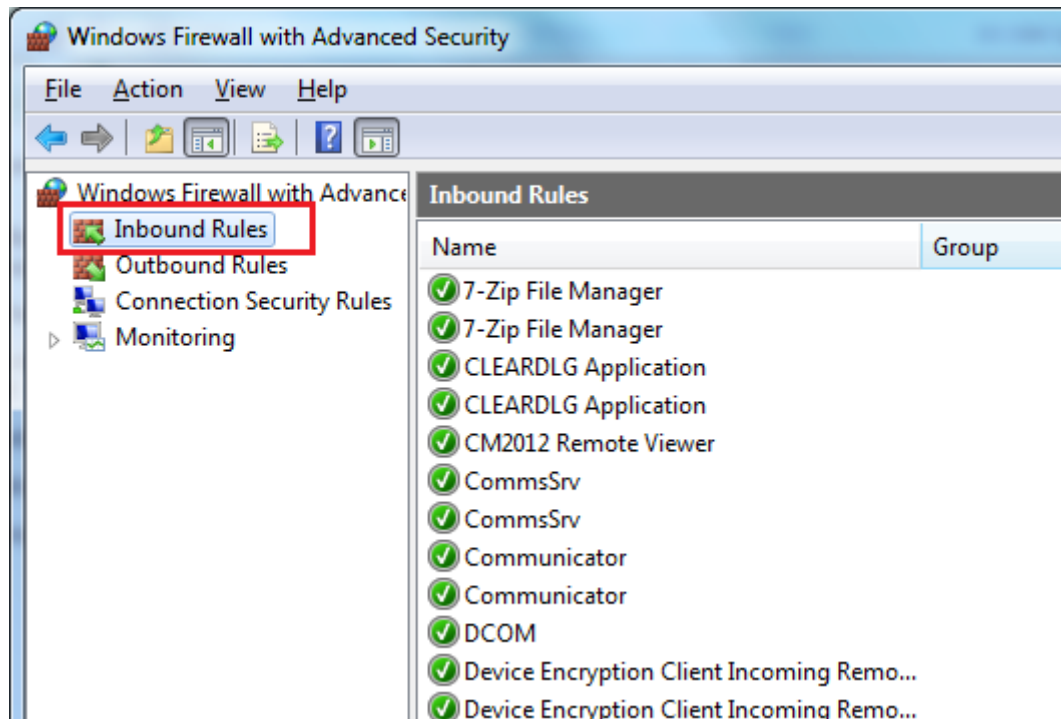 Windows Firewall with Advanced Security
File Action View Help
Windows Firewall with Advance
Inbound Rules
Outbound Rules
Connection Security Rules
Monitoring
Inbound Rules
Name Group
7-Zip File Manager
7-Zip File Manager
CLEARDLG Application
CLEARDLG Application
CM2012 Remote Viewer
CommsSrv
CommsSrv
Communicator
Communicator
DCOM
Device Encryption Client Incoming Remo...
Device Encryption Client Incoming Remo...